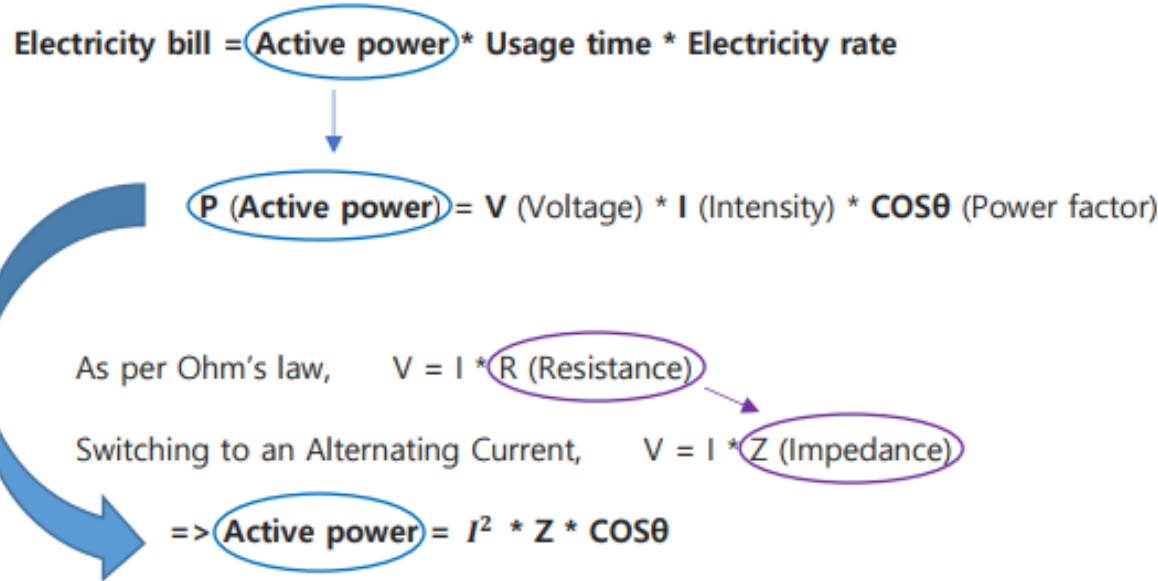 Electricity bill = Active power * Usage time * Electricity rate
P (Active power) = V (Voltage) * I (Intensity) * COSθ (Power factor)
As per Ohm's law, V = I * R (Resistance)
Switching to an Alternating Current, V = I * Z (Impedance)
=> Active power = I² * Z * COSθ